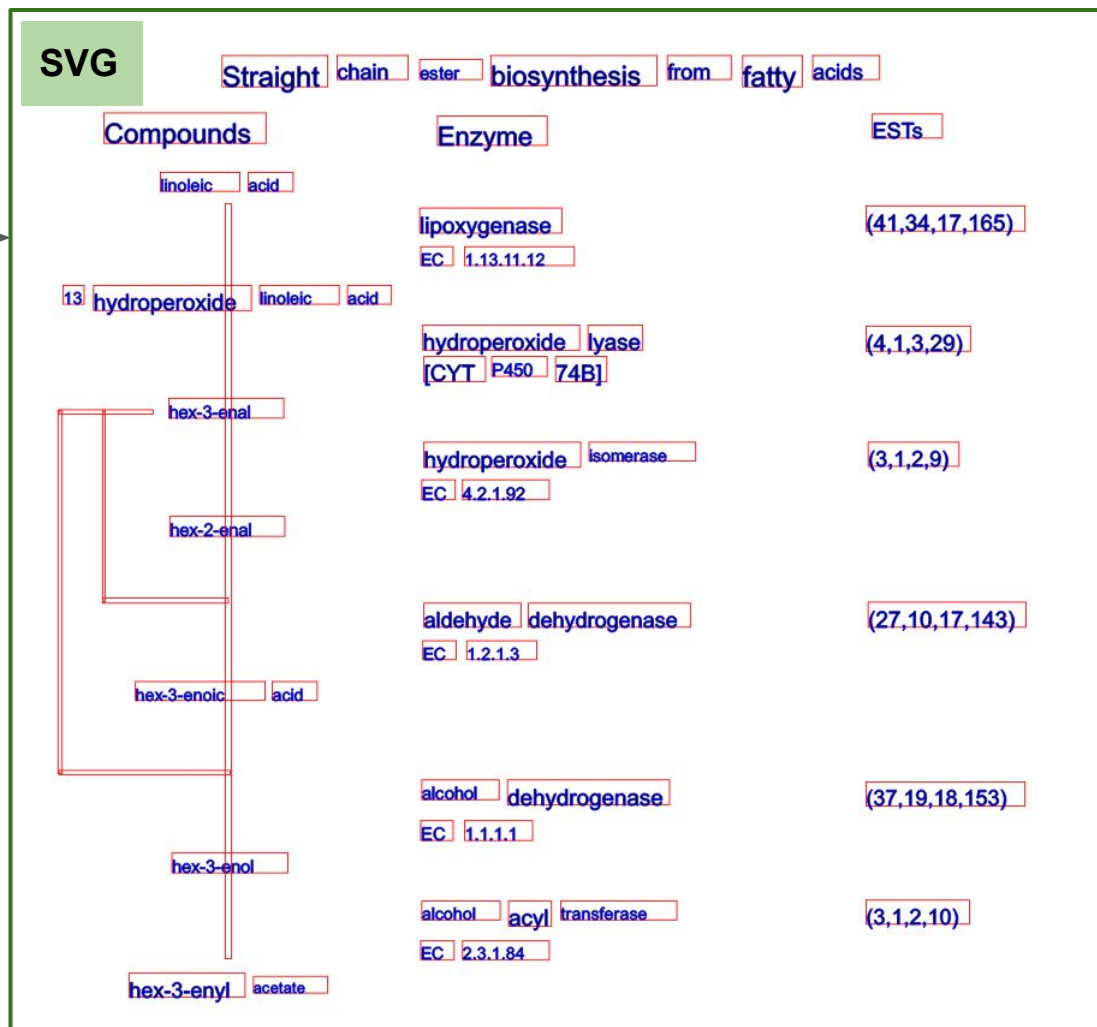 SVG
Straight chain ester biosynthesis from fatty acids
Compounds Enzyme ESTs
linoleic acid
lipoxygenase (41,34,17,165)
EC 1.13.11.12
13 hydroperoxide linoleic acid
hydroperoxide lyase (4,1,3,29)
[CYT P450 74B]
hex-3-enal
hydroperoxide isomerase (3,1,2,9)
EC 4.2.1.92
hex-2-enal
aldehyde dehydrogenase (27,10,17,143)
EC 1.2.1.3
hex-3-enoic acid
alcohol dehydrogenase (37,19,18,153)
EC 1.1.1.1
hex-3-enol
alcohol acyl transferase (3,1,2,10)
EC 2.3.1.84
hex-3-enyl acetate